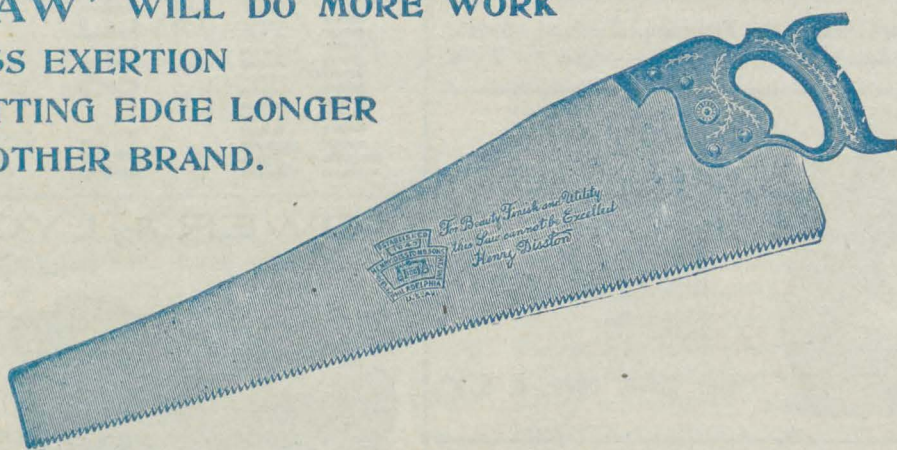 AW" WILL DO MORE WORK
SS EXERTION
TTING EDGE LONGER
OTHER BRAND.
For Beauty Finish and Utility
this Saw cannot be Excelled
Henry Disston
PHILADELPHIA
U.S.A.